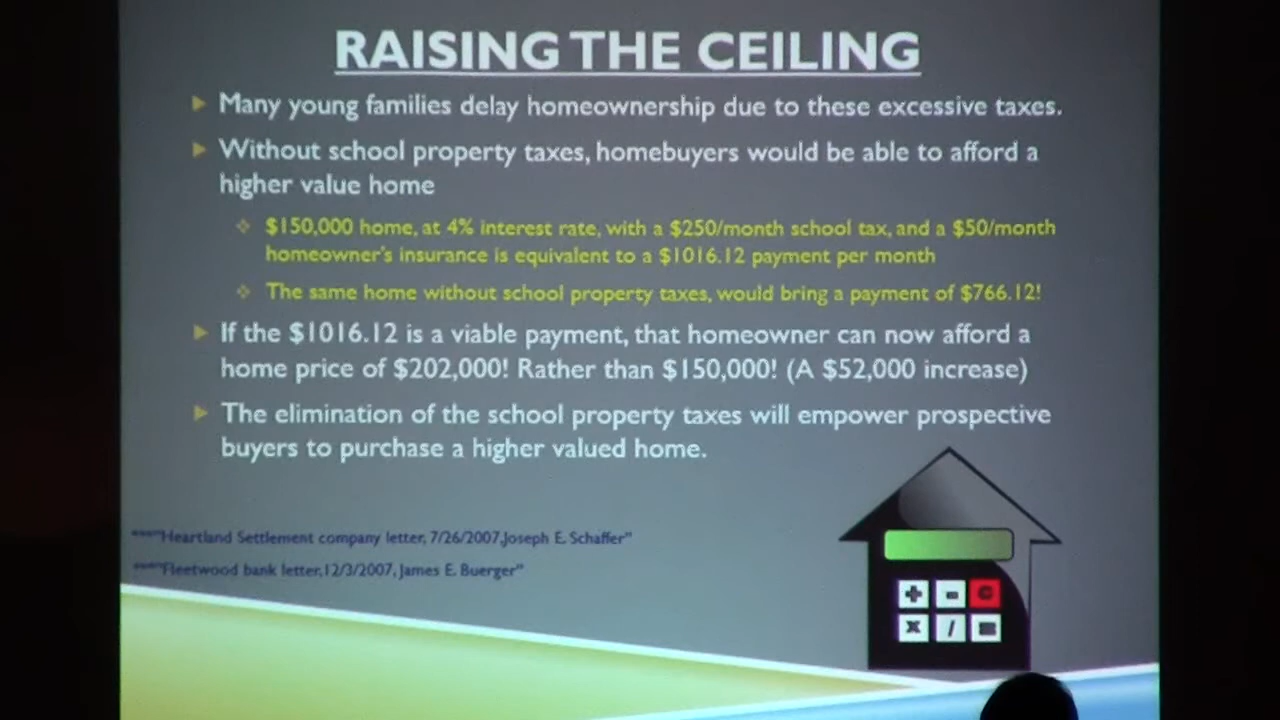 RAISING THE CEILING
Many young families delay homeownership due to these excessive taxes.
Without school property taxes, homebuyers would be able to afford a
higher value home
$150,000 home, at 4% interest rate, with a $250/month school tax, and a $50/month
homeowner's insurance is equivalent to a $1016.12 payment per month
The same home without school property taxes, would bring a payment of $766.12!
If the $1016.12 is a viable payment, that homeowner can now afford a
home price of $202,000! Rather than $150,000! (A $52,000 increase)
The elimination of the school property taxes will empower prospective
buyers to purchase a higher valued home.
***"Heartland Settlement company letter, 7/26/2007, Joseph E. Schaffer"
***"Fleetwood bank letter, 12/3/2007, James E. Buerger"
+ - C
x / =